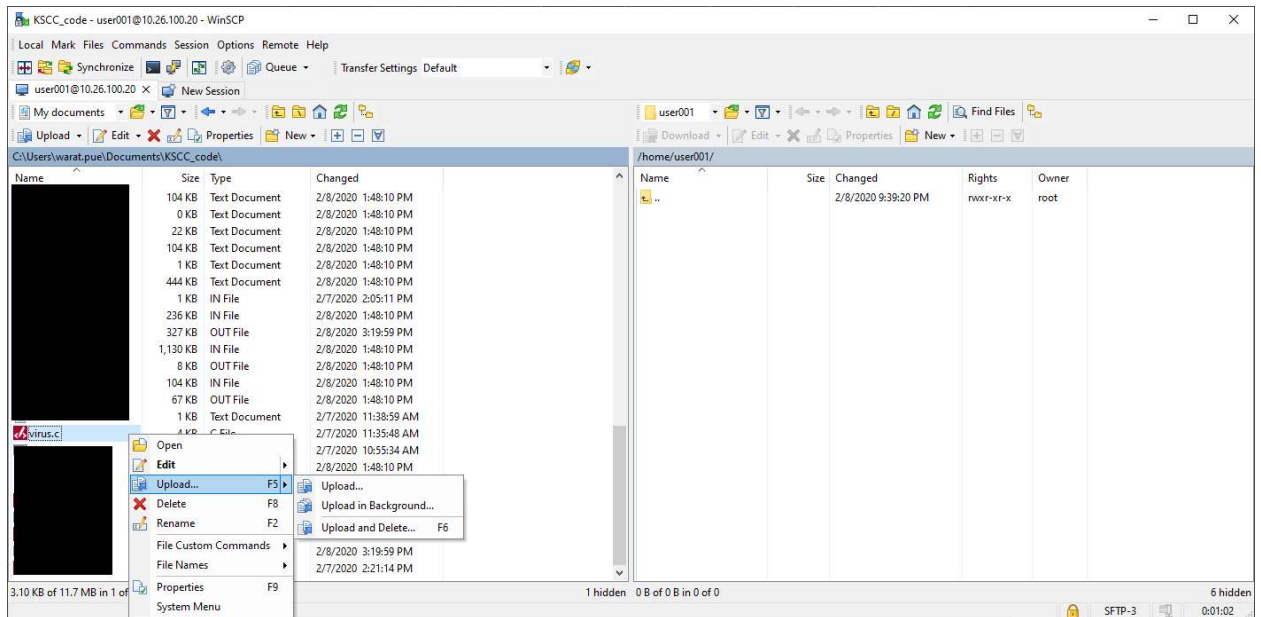 KSCC_code - user001@10.26.100.20 - WinSCP
Local Mark Files Commands Session Options Remote Help
Synchronize Queue Transfer Settings Default
user001@10.26.100.20 New Session
My documents user001 Find Files
Upload Edit Properties New Download Edit Properties New
C:\Users\warat.pue\Documents\KSCC_code\ /home/user001/
Name Size Type Changed Name Size Changed Rights Owner
104 KB Text Document 2/8/2020 1:48:10 PM .. 2/8/2020 9:39:20 PM rwxr-xr-x root
0 KB Text Document 2/8/2020 1:48:10 PM
22 KB Text Document 2/8/2020 1:48:10 PM
104 KB Text Document 2/8/2020 1:48:10 PM
1 KB Text Document 2/8/2020 1:48:10 PM
444 KB Text Document 2/8/2020 1:48:10 PM
1 KB IN File 2/7/2020 2:05:11 PM
236 KB IN File 2/8/2020 1:48:10 PM
327 KB OUT File 2/8/2020 3:19:59 PM
1,130 KB IN File 2/8/2020 1:48:10 PM
8 KB OUT File 2/8/2020 1:48:10 PM
104 KB IN File 2/8/2020 1:48:10 PM
67 KB OUT File 2/8/2020 1:48:10 PM
1 KB Text Document 2/7/2020 11:38:59 AM
virus.c 4 KB C File 2/7/2020 11:35:48 AM
Open 2/7/2020 10:55:34 AM
Edit 2/8/2020 1:48:10 PM
Upload... F5 Upload...
Delete F8 Upload in Background...
Rename F2 Upload and Delete... F6
File Custom Commands 2/8/2020 3:19:59 PM
File Names 2/7/2020 2:21:14 PM
3.10 KB of 11.7 MB in 1 of Properties F9 1 hidden 0 B of 0 B in 0 of 0 6 hidden
System Menu SFTP-3 0:01:02